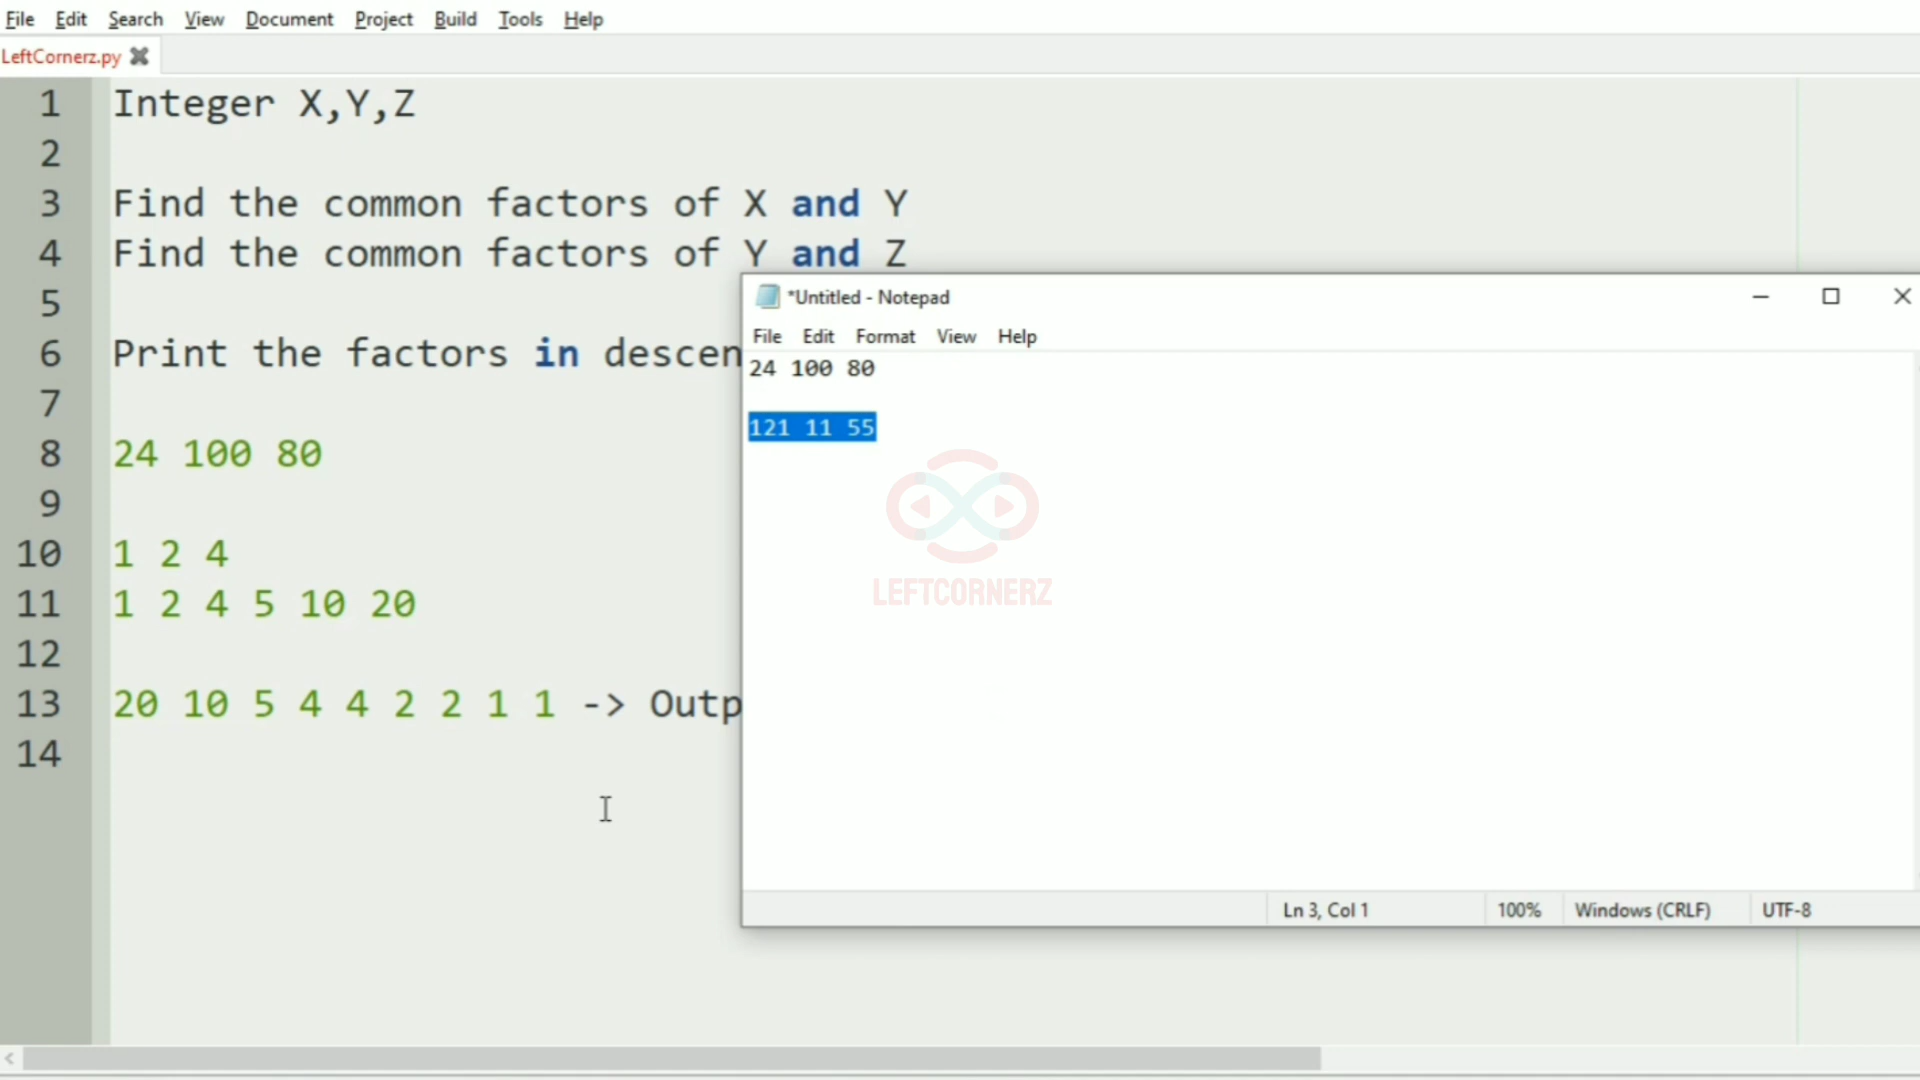 File Edit Search View Document Project Build Tools Help
LeftCornerz.py
1 Integer X,Y,Z
2
3 Find the common factors of X and Y
4 Find the common factors of Y and Z
5
6 Print the factors in descen
7
8 24 100 80
9
10 1 2 4
11 1 2 4 5 10 20
12
13 20 10 5 4 4 2 2 1 1 -> Outp
14
*Untitled - Notepad
File Edit Format View Help
24 100 80
121 11 55
LEFTCORNERZ
Ln 3, Col 1 100% Windows (CRLF) UTF-8